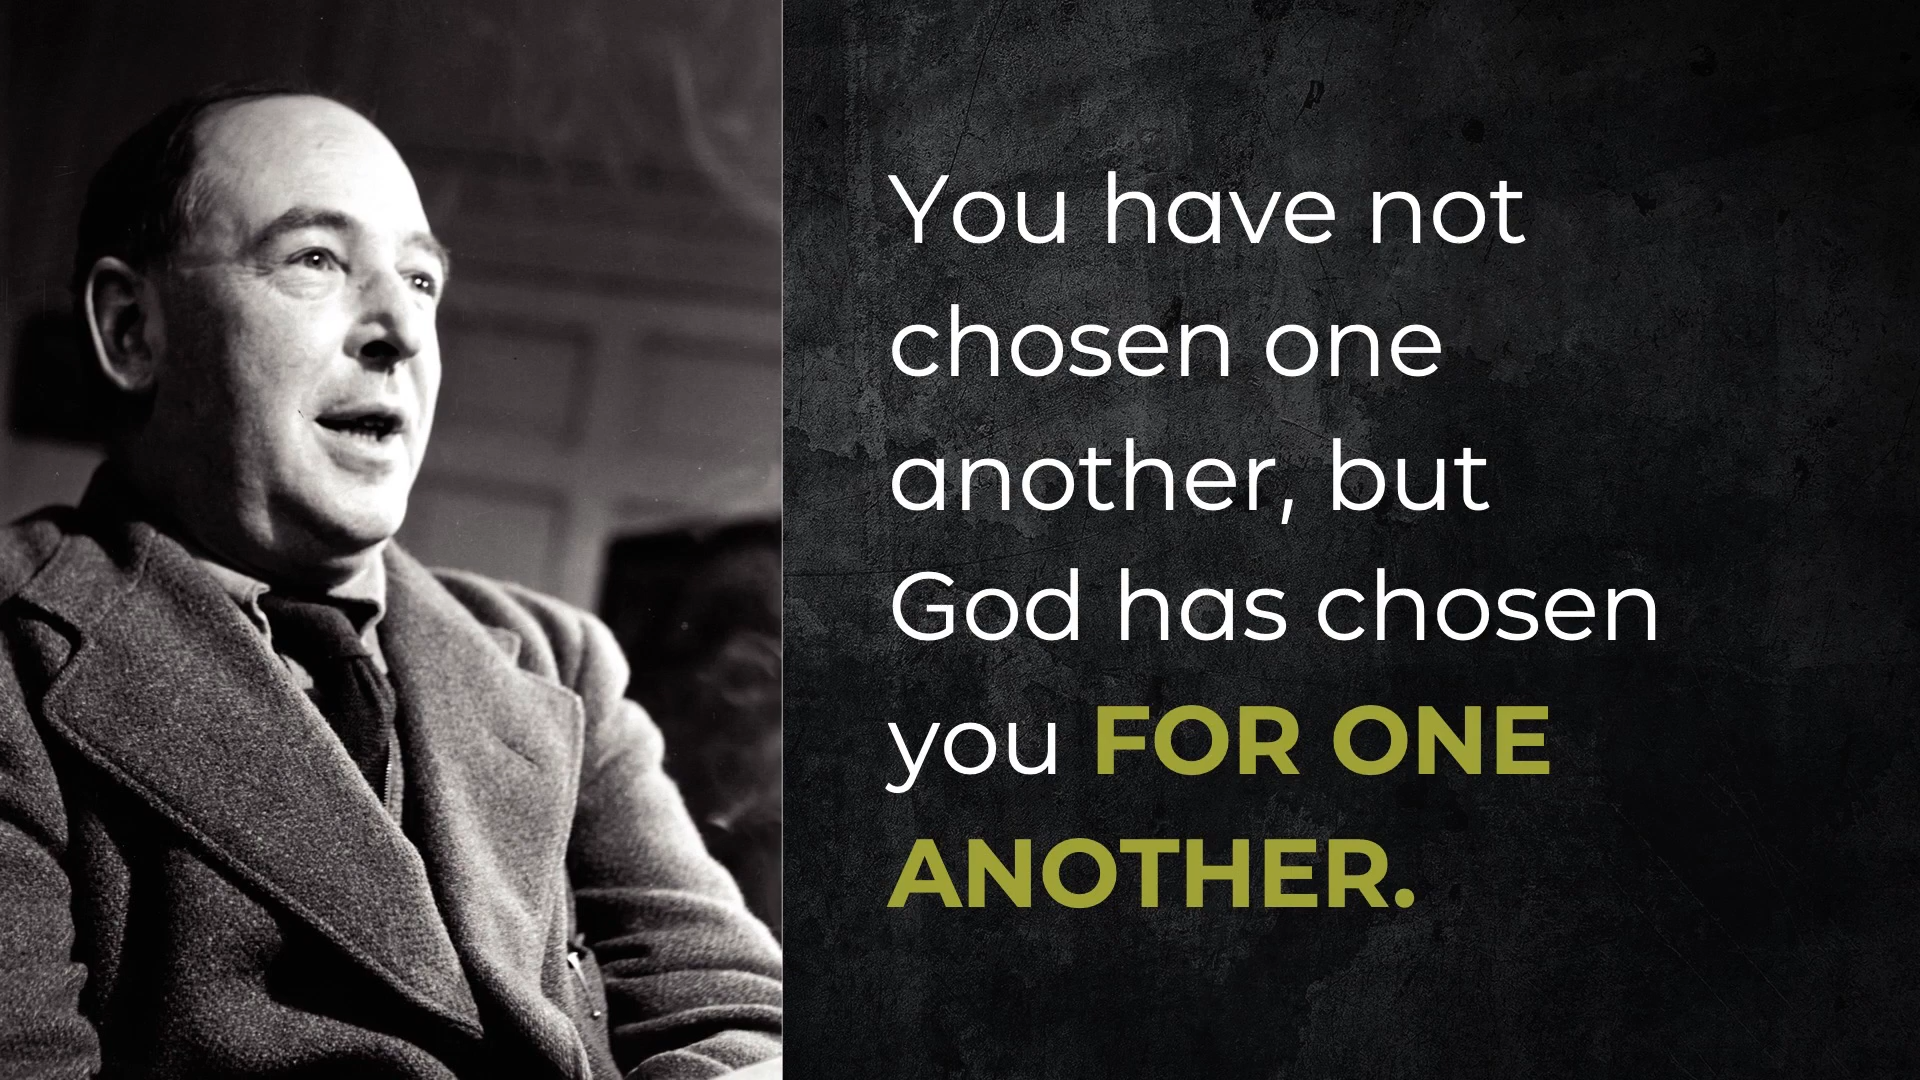 You have not
chosen one
another, but
God has chosen
you FOR ONE
ANOTHER.